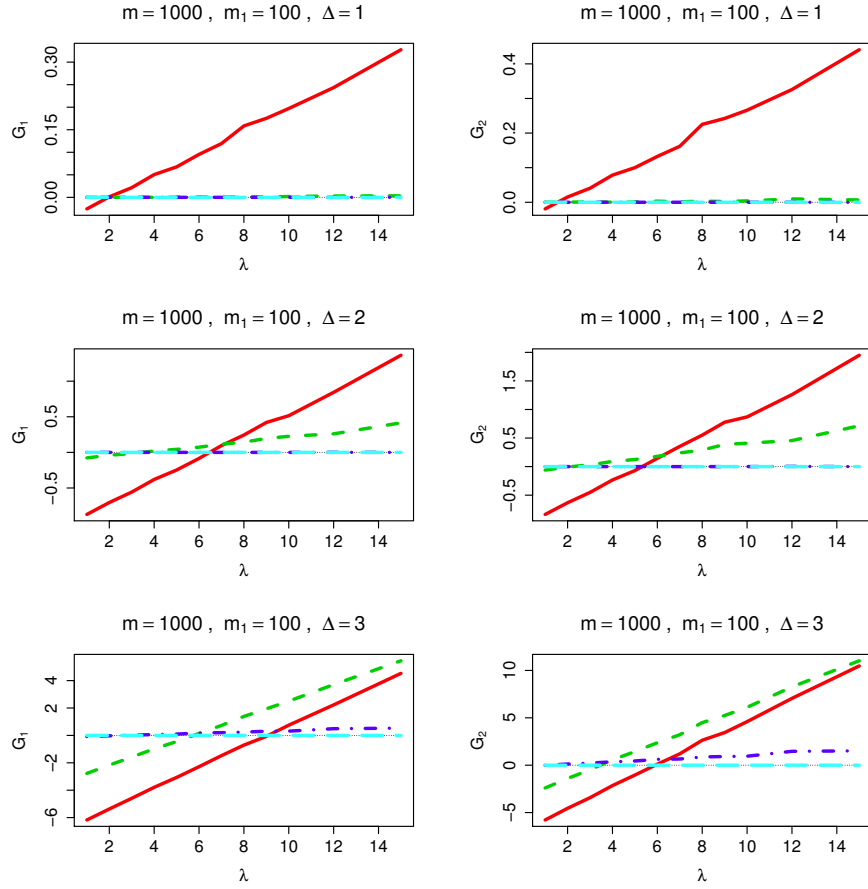 m = 1000 , m₁ = 100 , Δ = 1
G₁
0.00 0.15 0.30
2 4 6 8 10 12 14
λ
m = 1000 , m₁ = 100 , Δ = 1
G₂
0.0 0.2 0.4
2 4 6 8 10 12 14
λ
m = 1000 , m₁ = 100 , Δ = 2
G₁
−0.5 0.5
2 4 6 8 10 12 14
λ
m = 1000 , m₁ = 100 , Δ = 2
G₂
−0.5 0.5 1.5
2 4 6 8 10 12 14
λ
m = 1000 , m₁ = 100 , Δ = 3
G₁
−6 −2 2 4
2 4 6 8 10 12 14
λ
m = 1000 , m₁ = 100 , Δ = 3
G₂
−5 0 5 10
2 4 6 8 10 12 14
λ